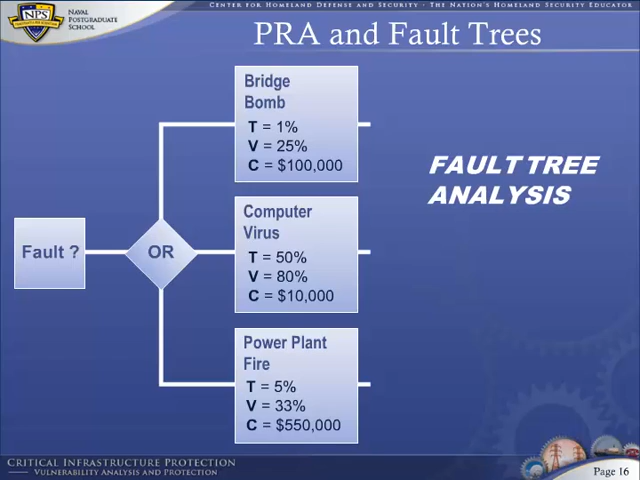 CENTER FOR HOMELAND DEFENSE AND SECURITY · THE NATION'S HOMELAND SECURITY EDUCATOR
NPS
NAVAL
POSTGRADUATE
SCHOOL
PRA and Fault Trees
Bridge
Bomb
T = 1%
V = 25%
C = $100,000
FAULT TREE
ANALYSIS
Computer
Virus
T = 50%
V = 80%
C = $10,000
Fault ?
OR
Power Plant
Fire
T = 5%
V = 33%
C = $550,000
CRITICAL INFRASTRUCTURE PROTECTION
VULNERABILITY ANALYSIS AND PROTECTION
Page 16